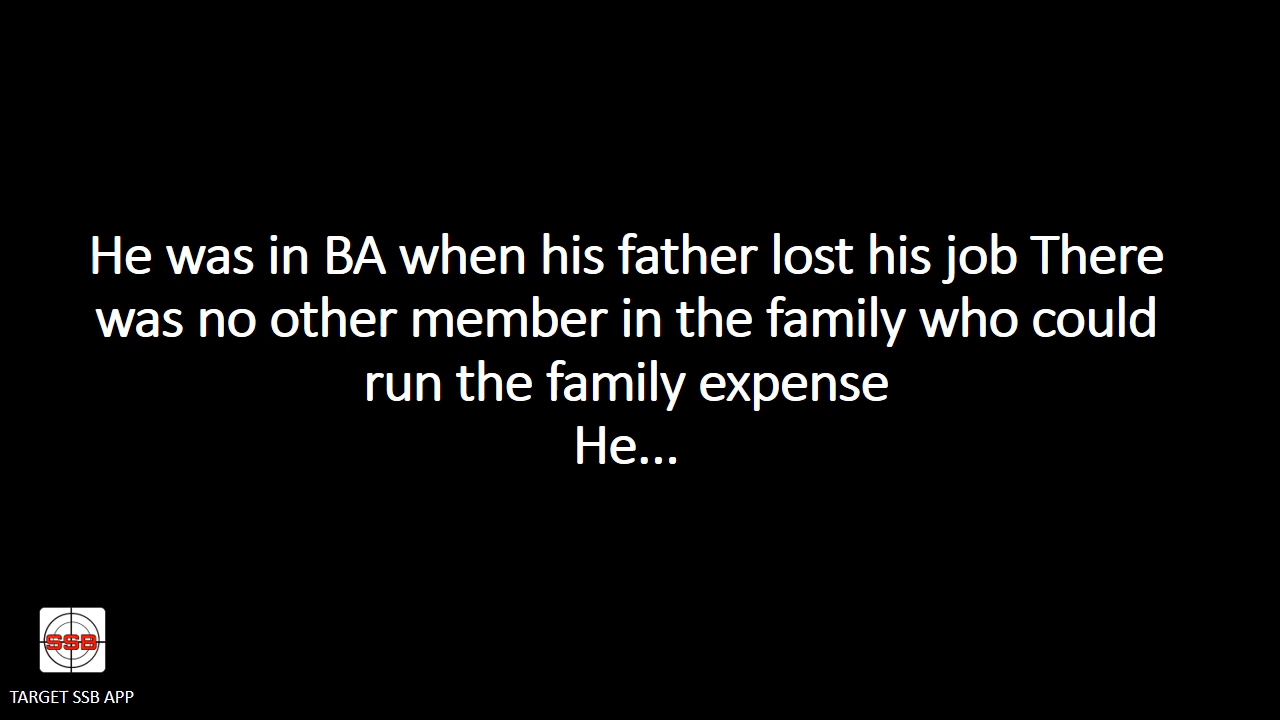 He was in BA when his father lost his job There
was no other member in the family who could
run the family expense
He...
SSB
TARGET SSB APP